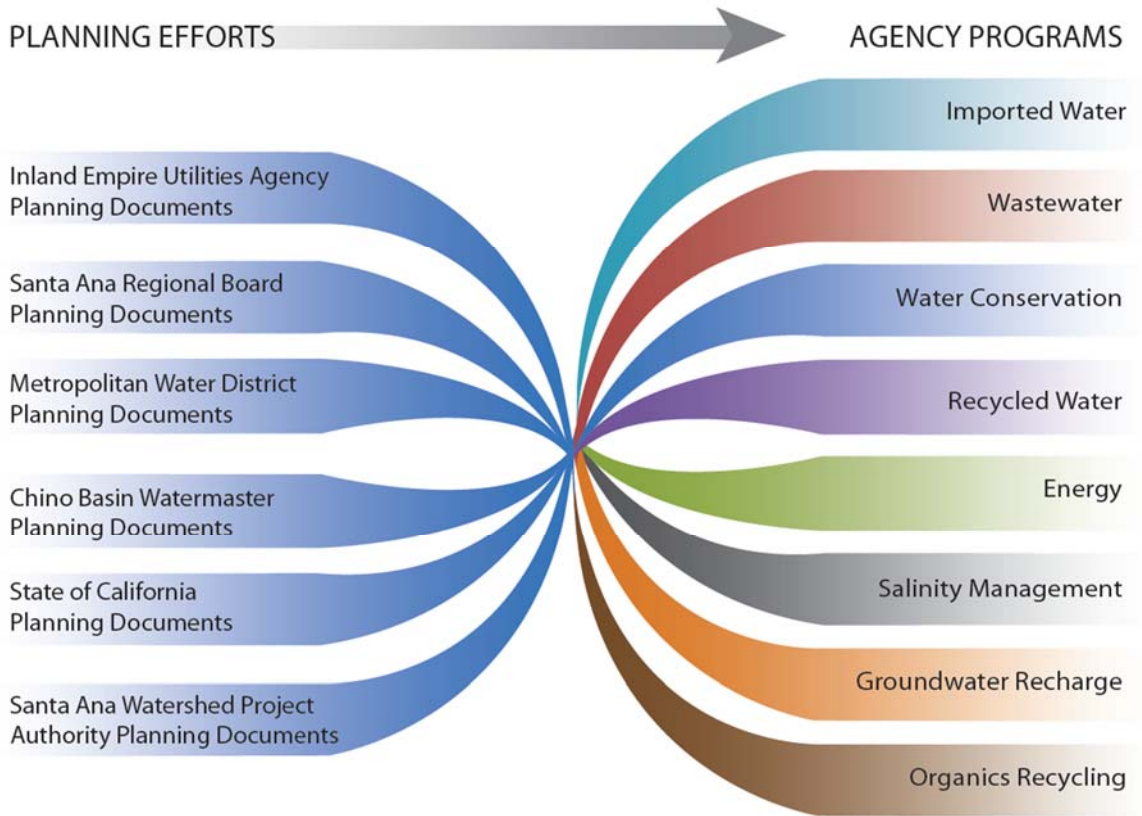 PLANNING EFFORTS
AGENCY PROGRAMS
Inland Empire Utilities Agency
Planning Documents
Santa Ana Regional Board
Planning Documents
Metropolitan Water District
Planning Documents
Chino Basin Watermaster
Planning Documents
State of California
Planning Documents
Santa Ana Watershed Project
Authority Planning Documents
Imported Water
Wastewater
Water Conservation
Recycled Water
Energy
Salinity Management
Groundwater Recharge
Organics Recycling